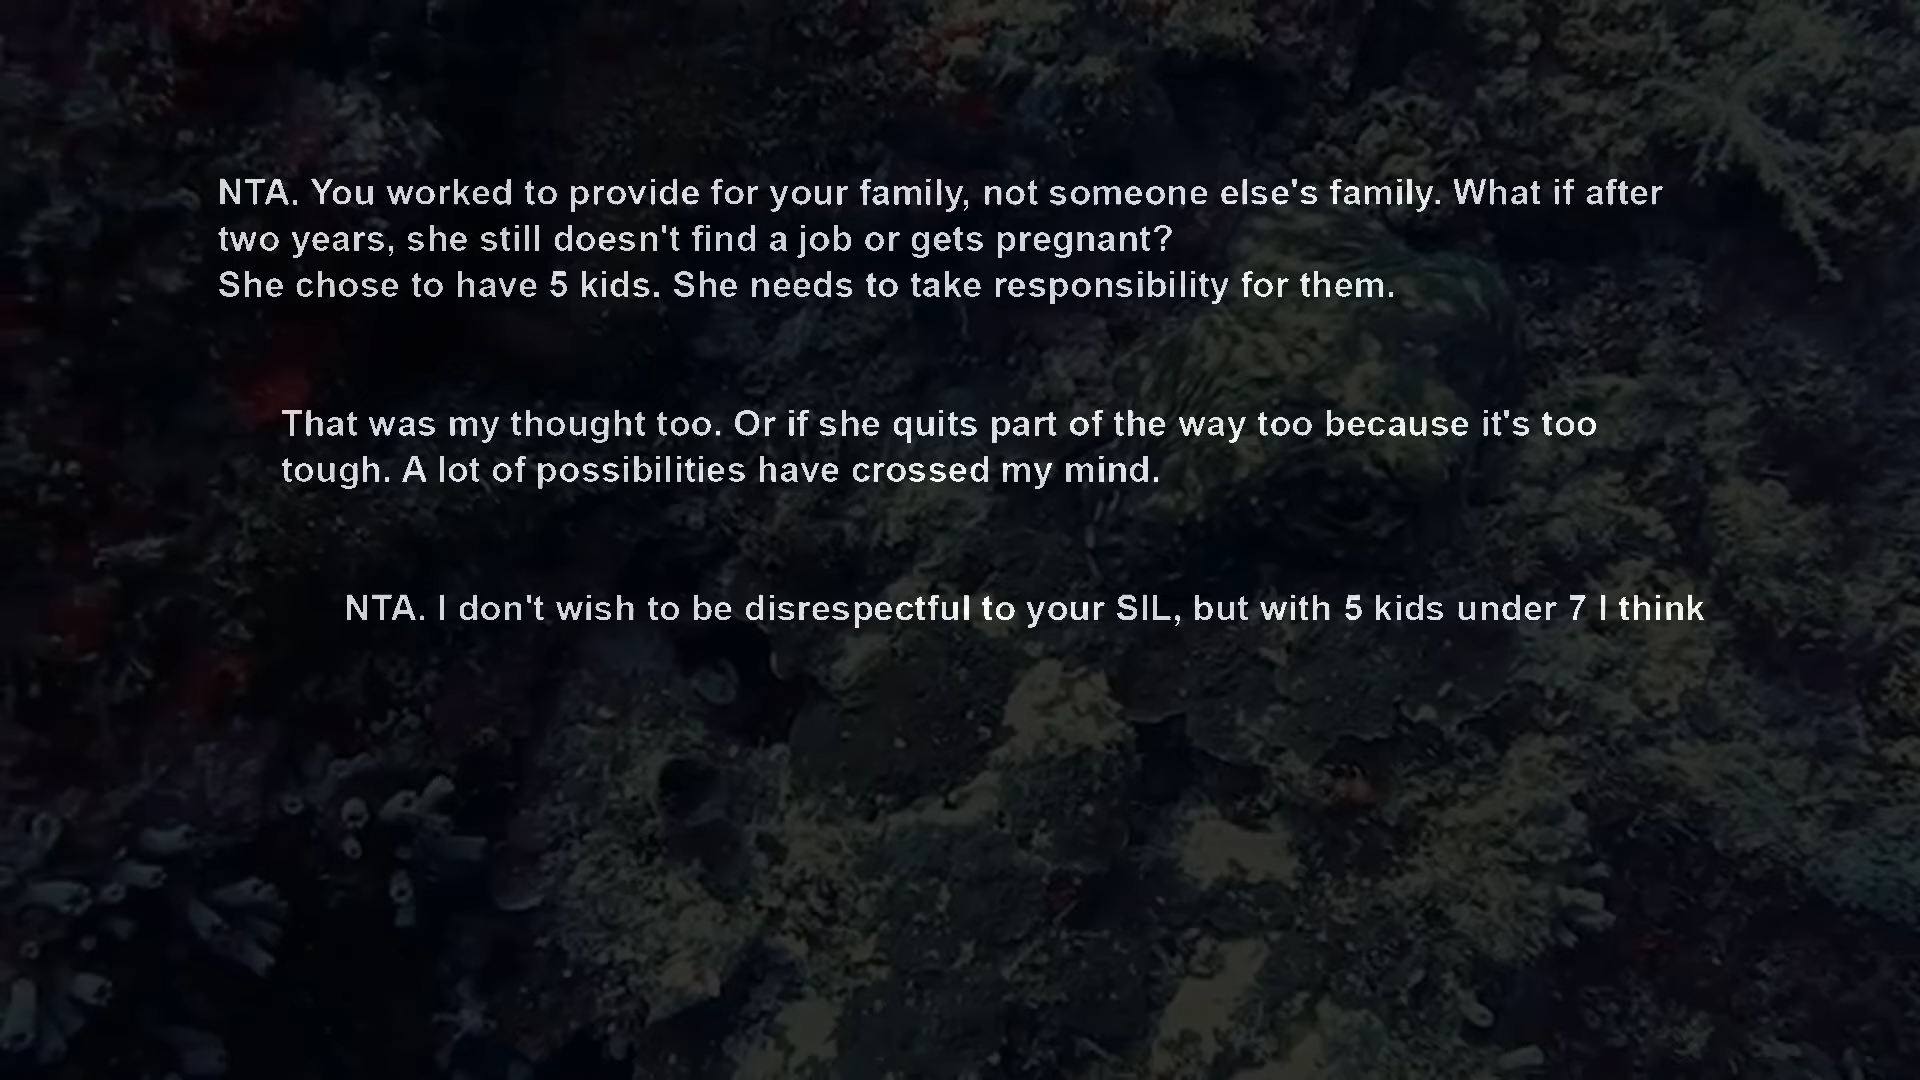 NTA. You worked to provide for your family, not someone else's family. What if after
two years, she still doesn't find a job or gets pregnant?
She chose to have 5 kids. She needs to take responsibility for them.
That was my thought too. Or if she quits part of the way too because it's too
tough. A lot of possibilities have crossed my mind.
NTA. I don't wish to be disrespectful to your SIL, but with 5 kids under 7 I think